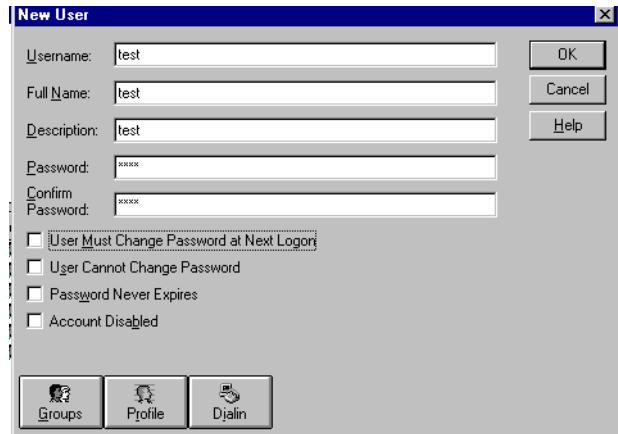 New User
Username: test
Full Name: test
Description: test
Password: ****
Confirm
Password: ****
User Must Change Password at Next Logon
User Cannot Change Password
Password Never Expires
Account Disabled
OK
Cancel
Help
Groups
Profile
Dialin